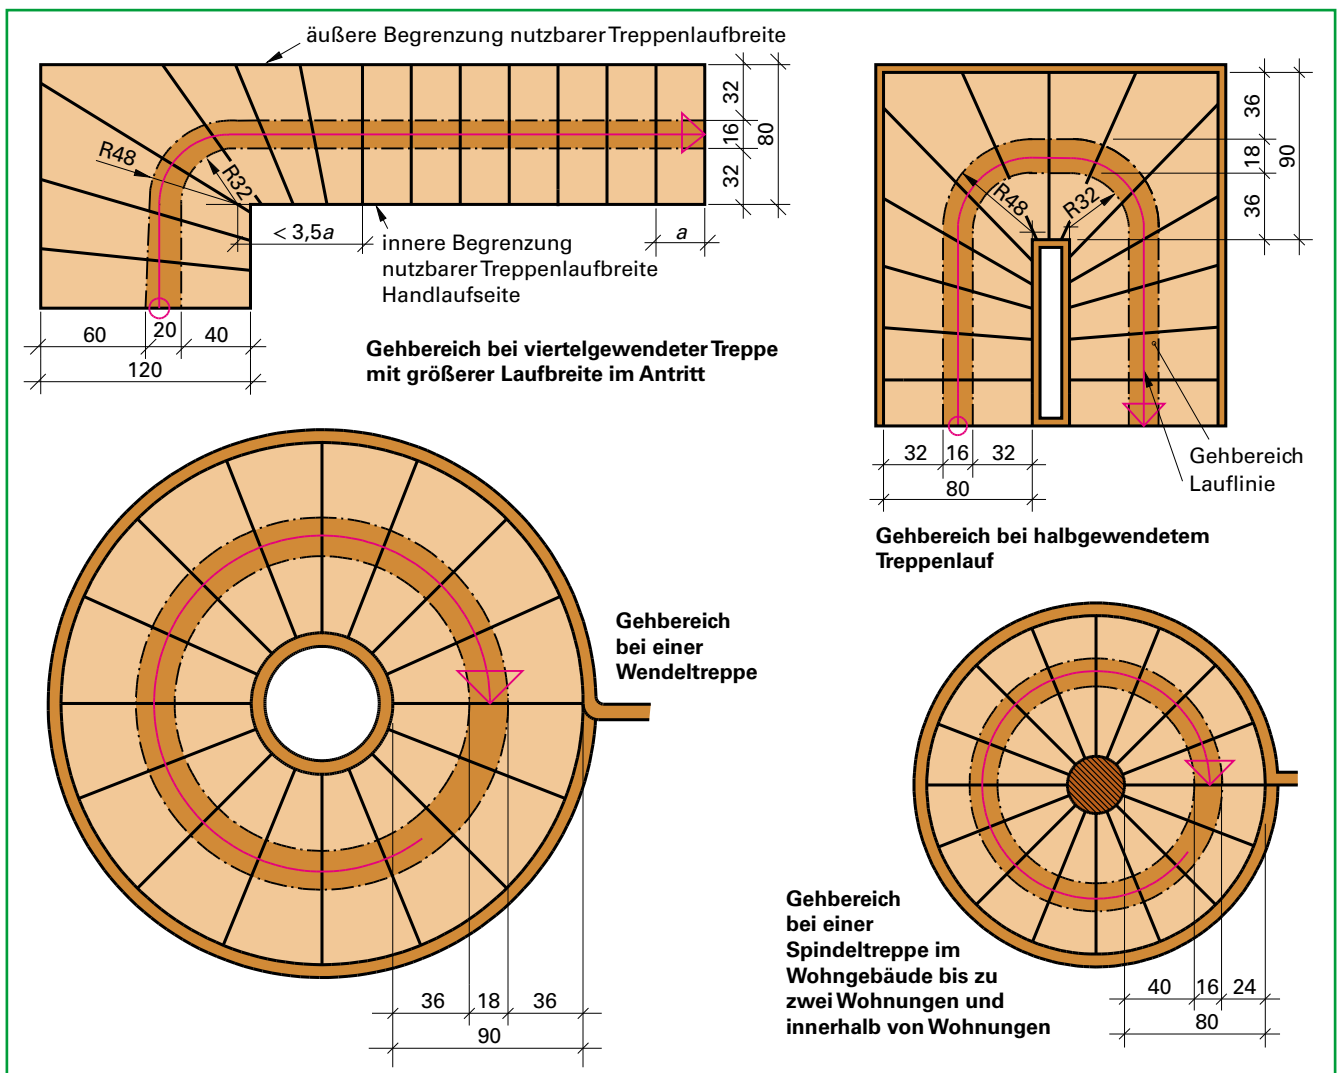 äußere Begrenzung nutzbarer Treppenlaufbreite
32
16
32
80
R48
R32
< 3,5a
a
innere Begrenzung
nutzbarer Treppenlaufbreite
Handlaufseite
60
20
40
120
Gehbereich bei viertelgewendeter Treppe
mit größerer Laufbreite im Antritt
36
18
36
90
R48
R32
32
16
32
80
Gehbereich
Lauflinie
Gehbereich bei halbgewendetem
Treppenlauf
Gehbereich
bei einer
Wendeltreppe
36
18
36
90
Gehbereich
bei einer
Spindeltreppe im
Wohngebäude bis zu
zwei Wohnungen und
innerhalb von Wohnungen
40
16
24
80